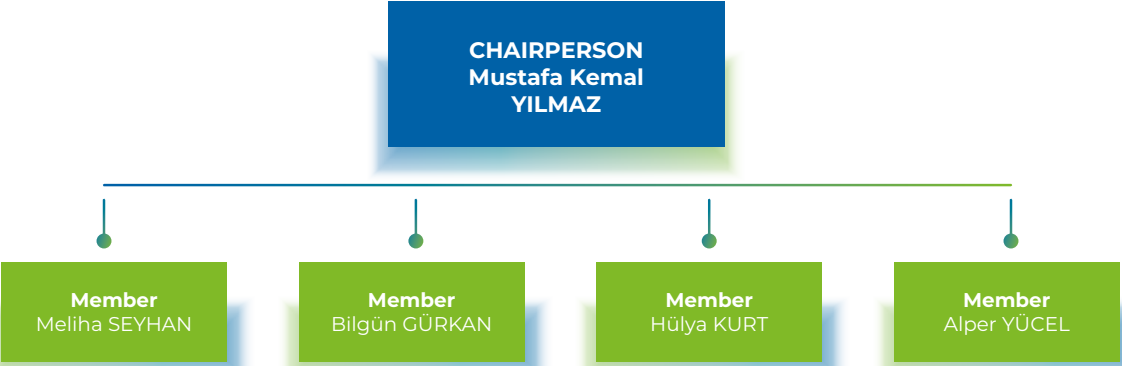 CHAIRPERSON
Mustafa Kemal
YILMAZ
Member
Meliha SEYHAN
Member
Bilgün GÜRKAN
Member
Hülya KURT
Member
Alper YÜCEL